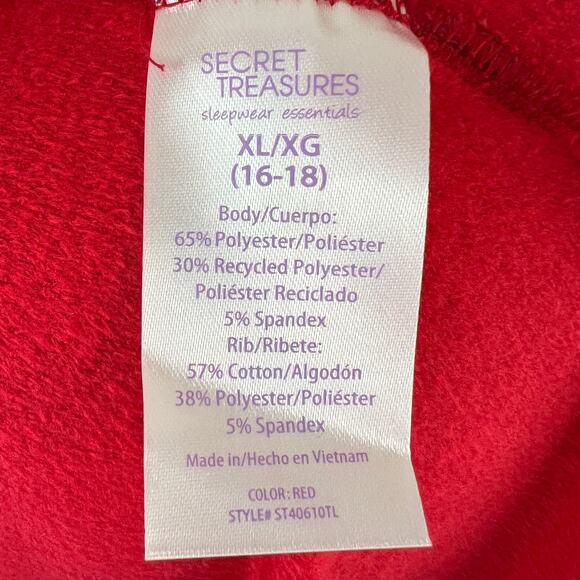 SECRET
TREASURES
sleepwear essentials
XL/XG
(16-18)
Body/Cuerpo:
65% Polyester/Poliéster
30% Recycled Polyester/
Poliéster Reciclado
5% Spandex
Rib/Ribete:
57% Cotton/Algodón
38% Polyester/Poliéster
5% Spandex
Made in/Hecho en Vietnam
COLOR: RED
STYLE# ST40610TL